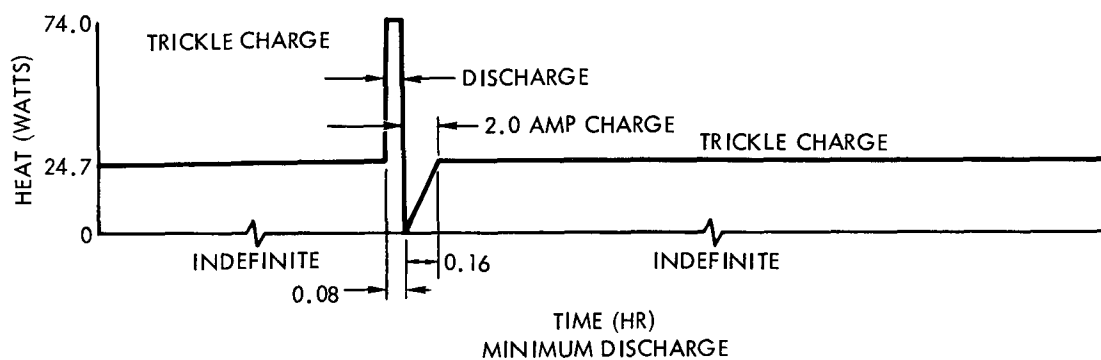 74.0
TRICKLE CHARGE
DISCHARGE
2.0 AMP CHARGE
TRICKLE CHARGE
HEAT (WATTS)
24.7
0
INDEFINITE
0.16
INDEFINITE
0.08
TIME (HR)
MINIMUM DISCHARGE